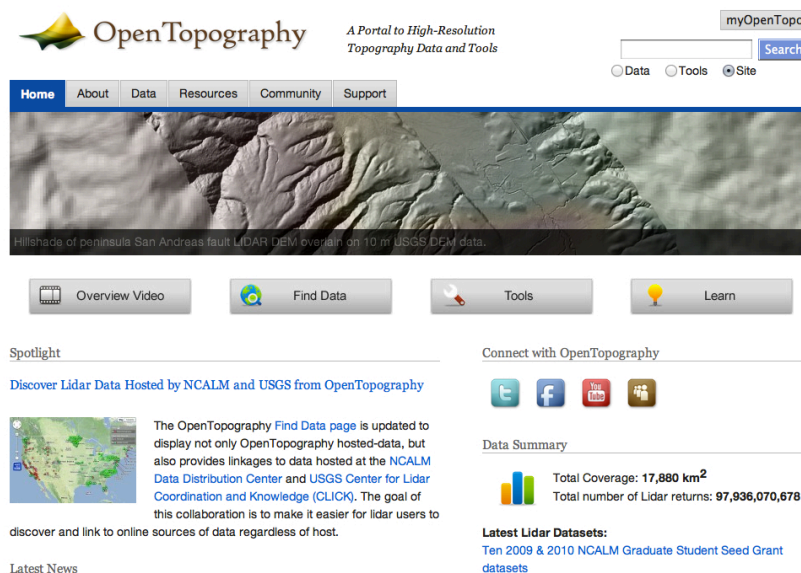 OpenTopography
A Portal to High-Resolution
Topography Data and Tools
myOpenTopo
Search
Data Tools Site
Home About Data Resources Community Support
Hillshade of peninsula San Andreas fault LIDAR DEM overlain on 10 m USGS DEM data.
Overview Video Find Data Tools Learn
Spotlight
Discover Lidar Data Hosted by NCALM and USGS from OpenTopography
The OpenTopography Find Data page is updated to
display not only OpenTopography hosted-data, but
also provides linkages to data hosted at the NCALM
Data Distribution Center and USGS Center for Lidar
Coordination and Knowledge (CLICK). The goal of
this collaboration is to make it easier for lidar users to
discover and link to online sources of data regardless of host.
Latest News
Connect with OpenTopography
t f You Tube
Data Summary
Total Coverage: 17,880 km²
Total number of Lidar returns: 97,936,070,678
Latest Lidar Datasets:
Ten 2009 & 2010 NCALM Graduate Student Seed Grant
datasets